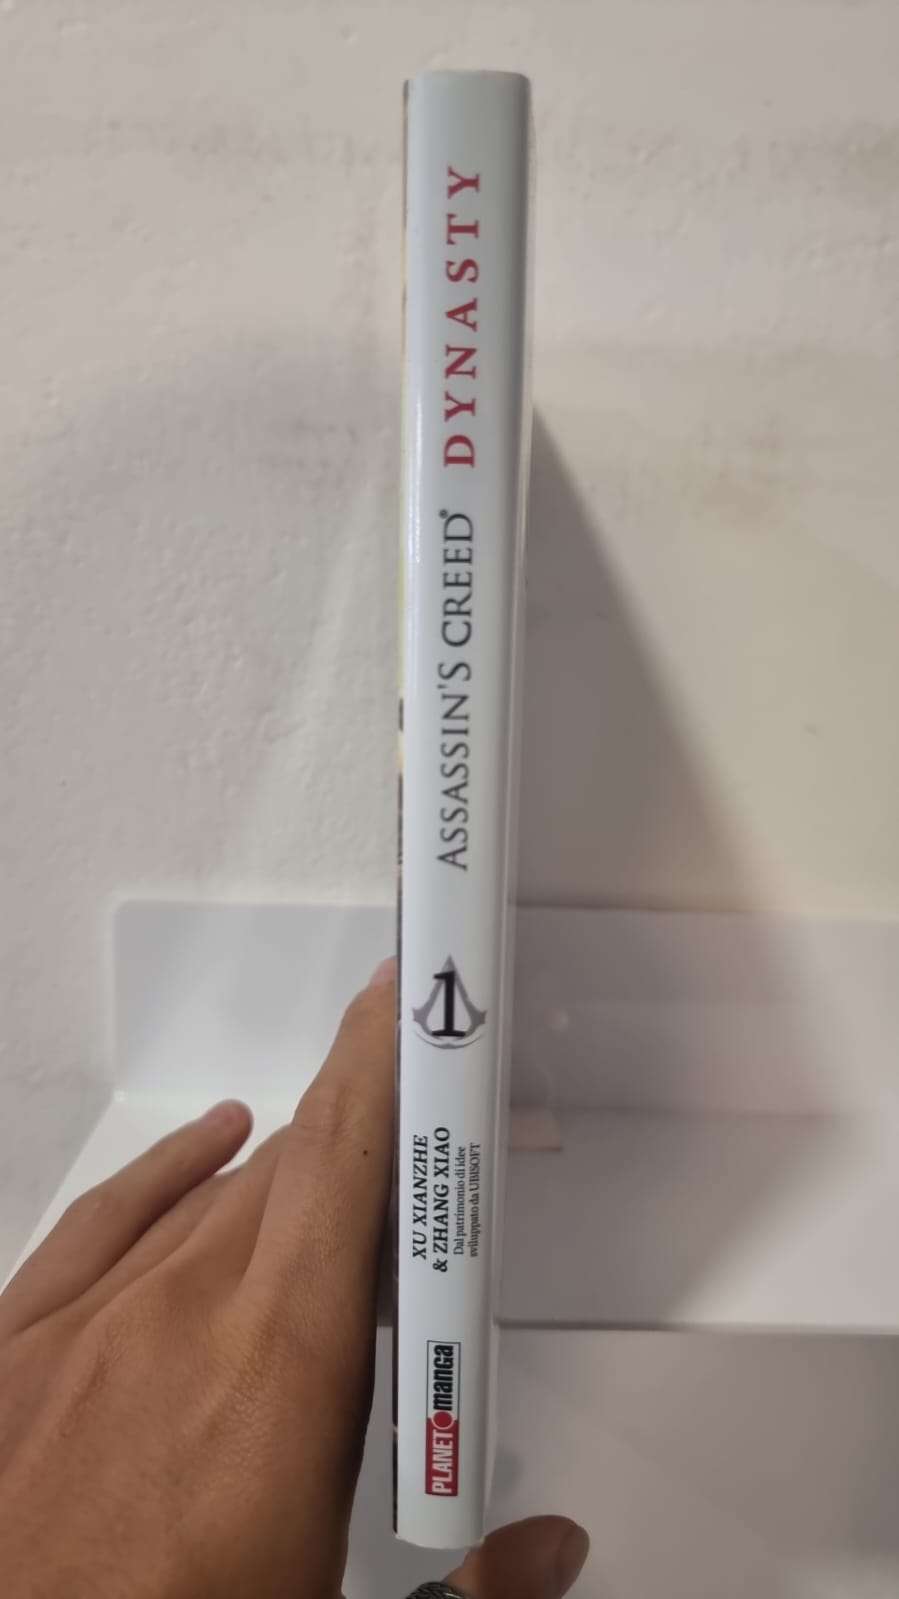 ASSASSIN'S CREED® DYNASTY
1
XU XIANZHE
& ZHANG XIAO
Dal patrimonio di idee
sviluppato da UBISOFT
PLANET manga